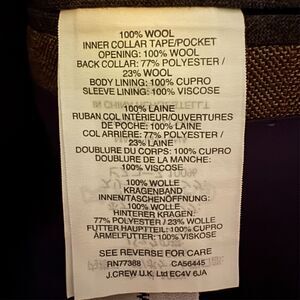 100% WOOL
INNER COLLAR TAPE/POCKET
OPENING: 100% WOOL
BACK COLLAR: 77% POLYESTER /
23% WOOL
BODY LINING: 100% CUPRO
SLEEVE LINING: 100% VISCOSE
100% LAINE
RUBAN COL INTÉRIEUR/OUVERTURES
DE POCHE: 100% LAINE
COL ARRIÈRE: 77% POLYESTER /
23% LAINE
DOUBLURE DU CORPS: 100% CUPRO
DOUBLURE DE LA MANCHE:
100% VISCOSE
100% WOLLE
KRAGENBAND
INNEN/TASCHENÖFFNUNG:
100% WOLLE
HINTERER KRAGEN:
77% POLYESTER / 23% WOLLE
FUTTER HAUPTTEIL: 100% CUPRO
ÄRMELFUTTER: 100% VISKOSE
SEE REVERSE FOR CARE
RN77388 CA56445
J.CREW U.K. Ltd EC4V 6JA